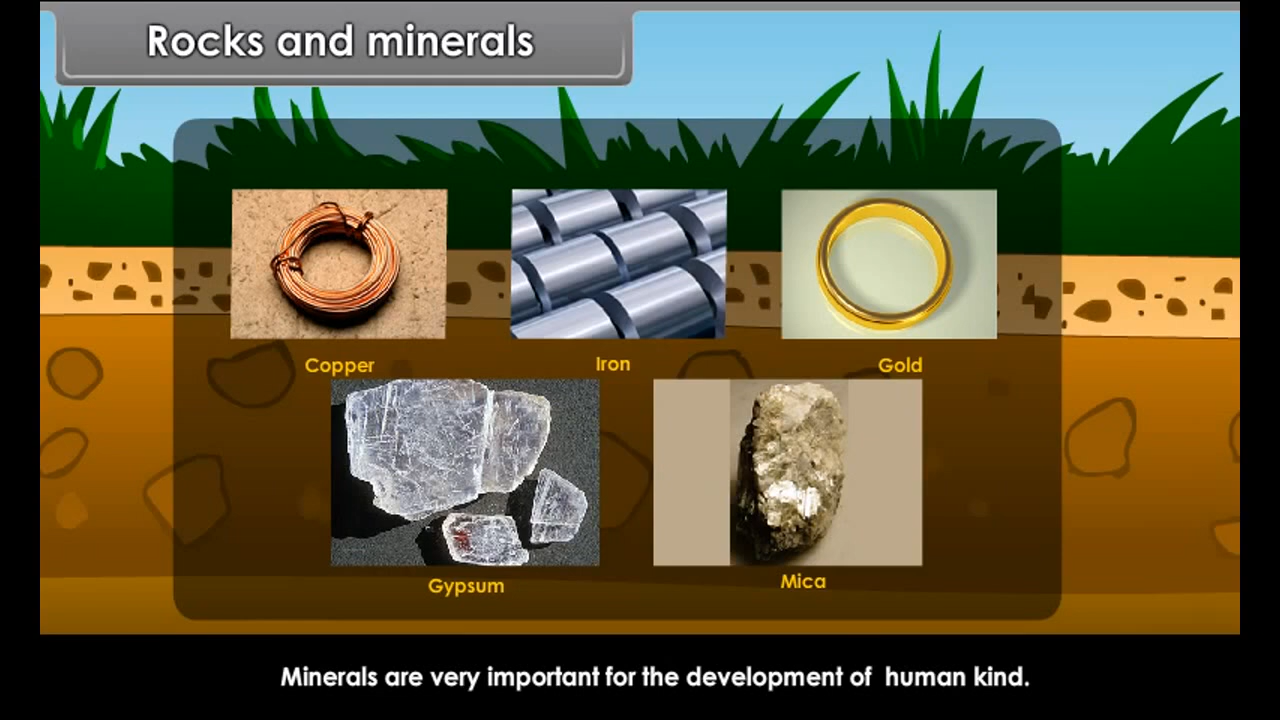 Rocks and minerals
Copper
Iron
Gold
Gypsum
Mica
Minerals are very important for the development of human kind.